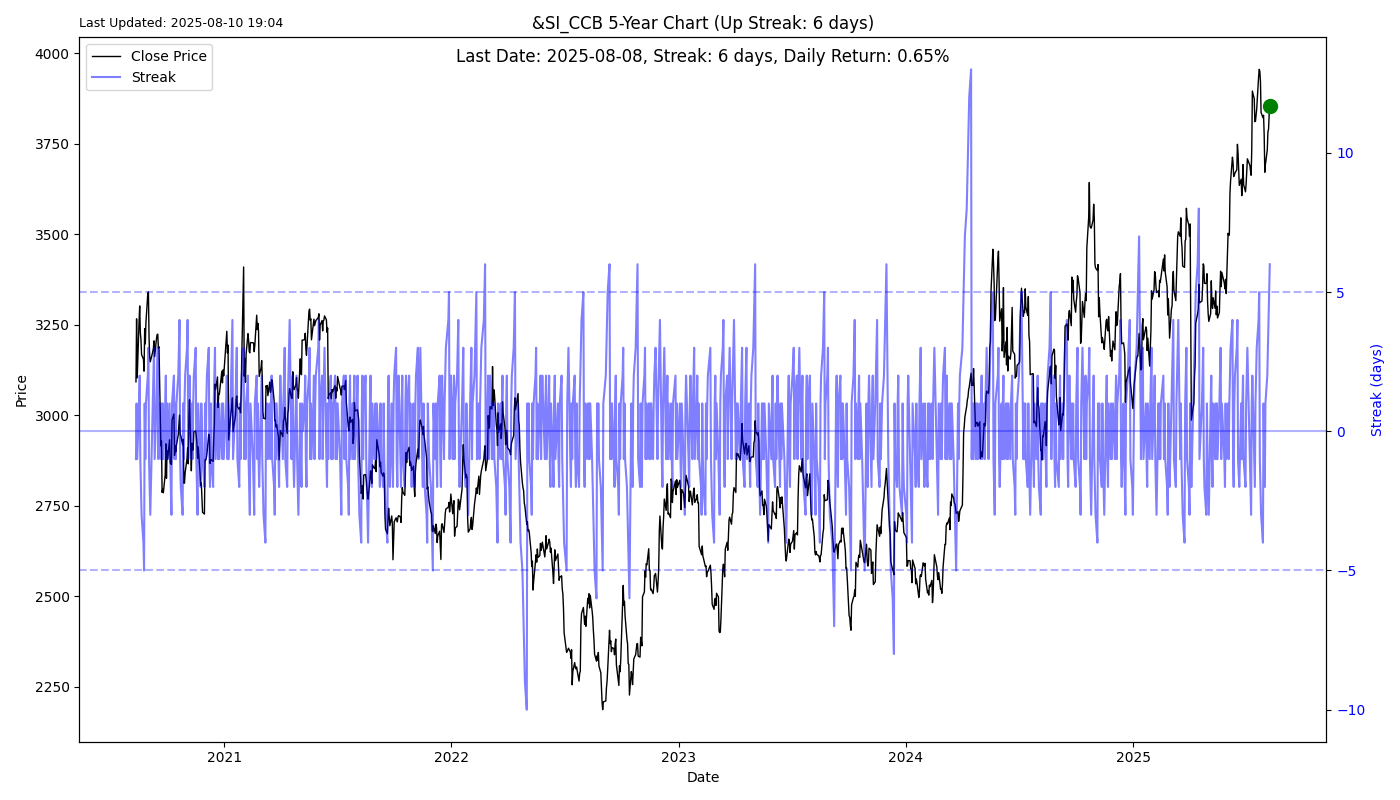 Last Updated: 2025-08-10 19:04
&SI_CCB 5-Year Chart (Up Streak: 6 days)
Last Date: 2025-08-08, Streak: 6 days, Daily Return: 0.65%
Close Price
Streak
4000
3750
3500
3250
3000
2750
2500
2250
Price
10
5
0
−5
−10
Streak (days)
2021
2022
2023
2024
2025
Date